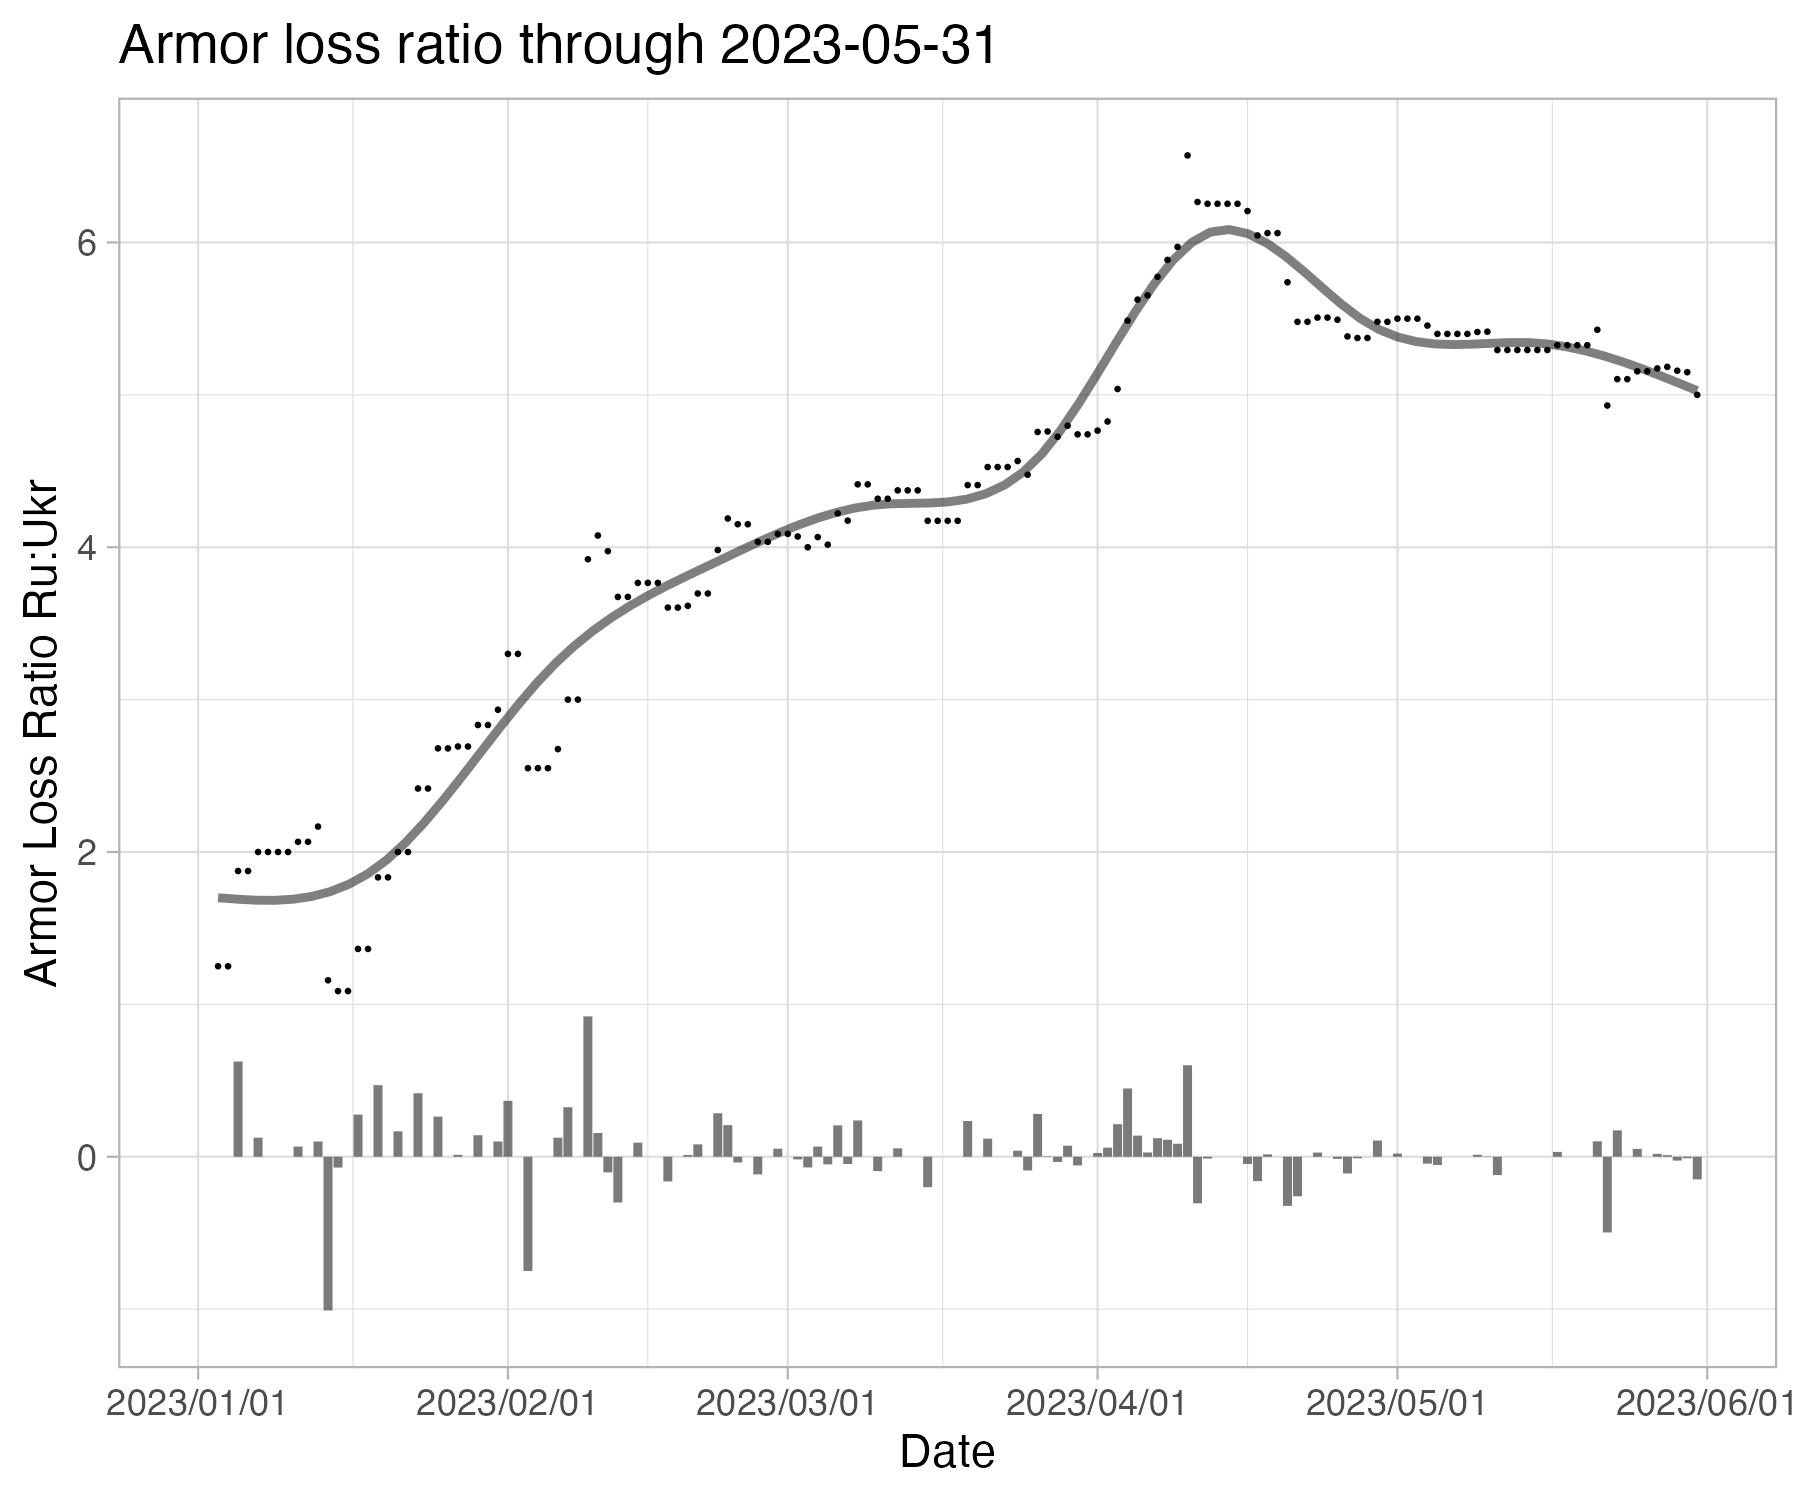 Armor loss ratio through 2023-05-31
Armor Loss Ratio Ru:Ukr
6
4
2
0
2023/01/01 2023/02/01 2023/03/01 2023/04/01 2023/05/01 2023/06/01
Date